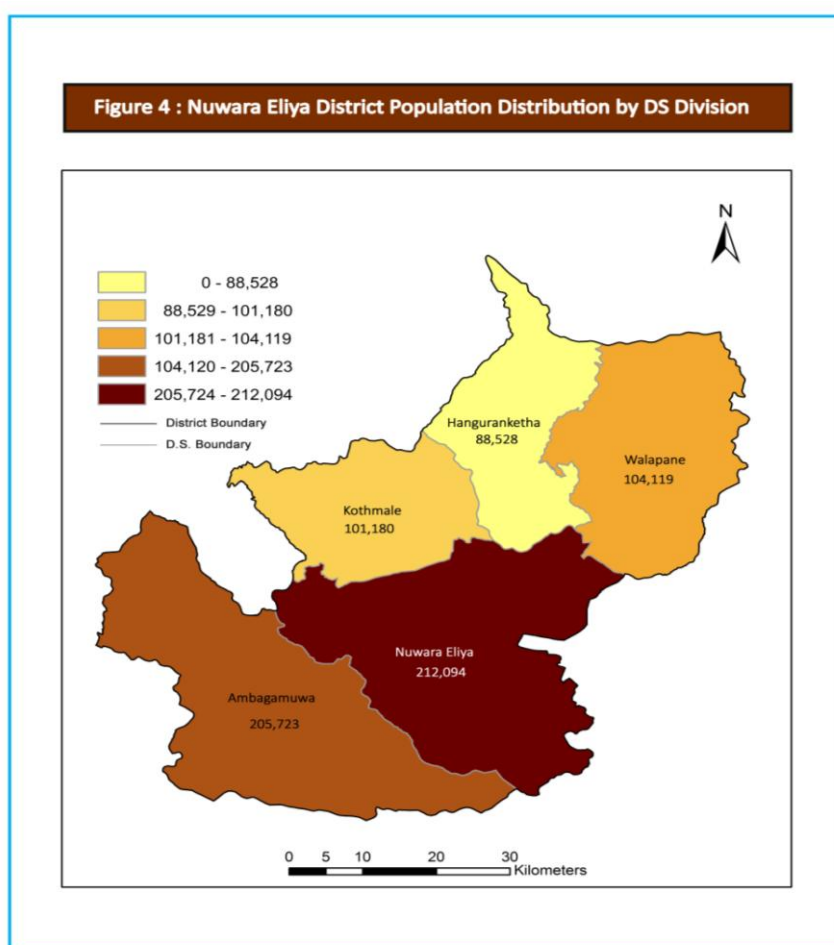 Figure 4 : Nuwara Eliya District Population Distribution by DS Division
N
0 - 88,528
88,529 - 101,180
101,181 - 104,119
104,120 - 205,723
205,724 - 212,094
District Boundary
D.S. Boundary
Hanguranketha
88,528
Walapane
104,119
Kothmale
101,180
Nuwara Eliya
212,094
Ambagamuwa
205,723
0 5 10 20 30
Kilometers